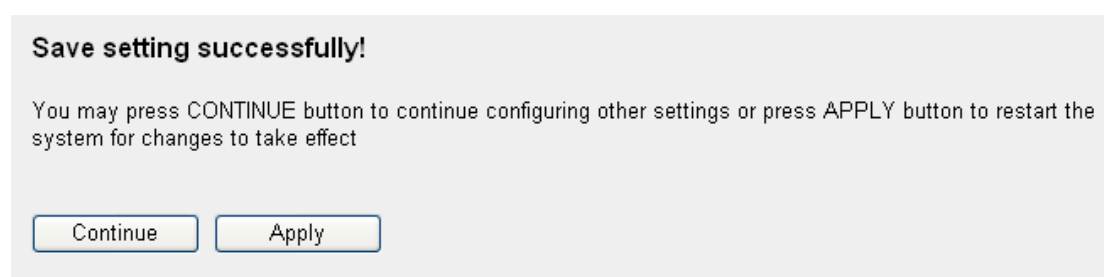 Save setting successfully!
You may press CONTINUE button to continue configuring other settings or press APPLY button to restart the
system for changes to take effect
Continue Apply